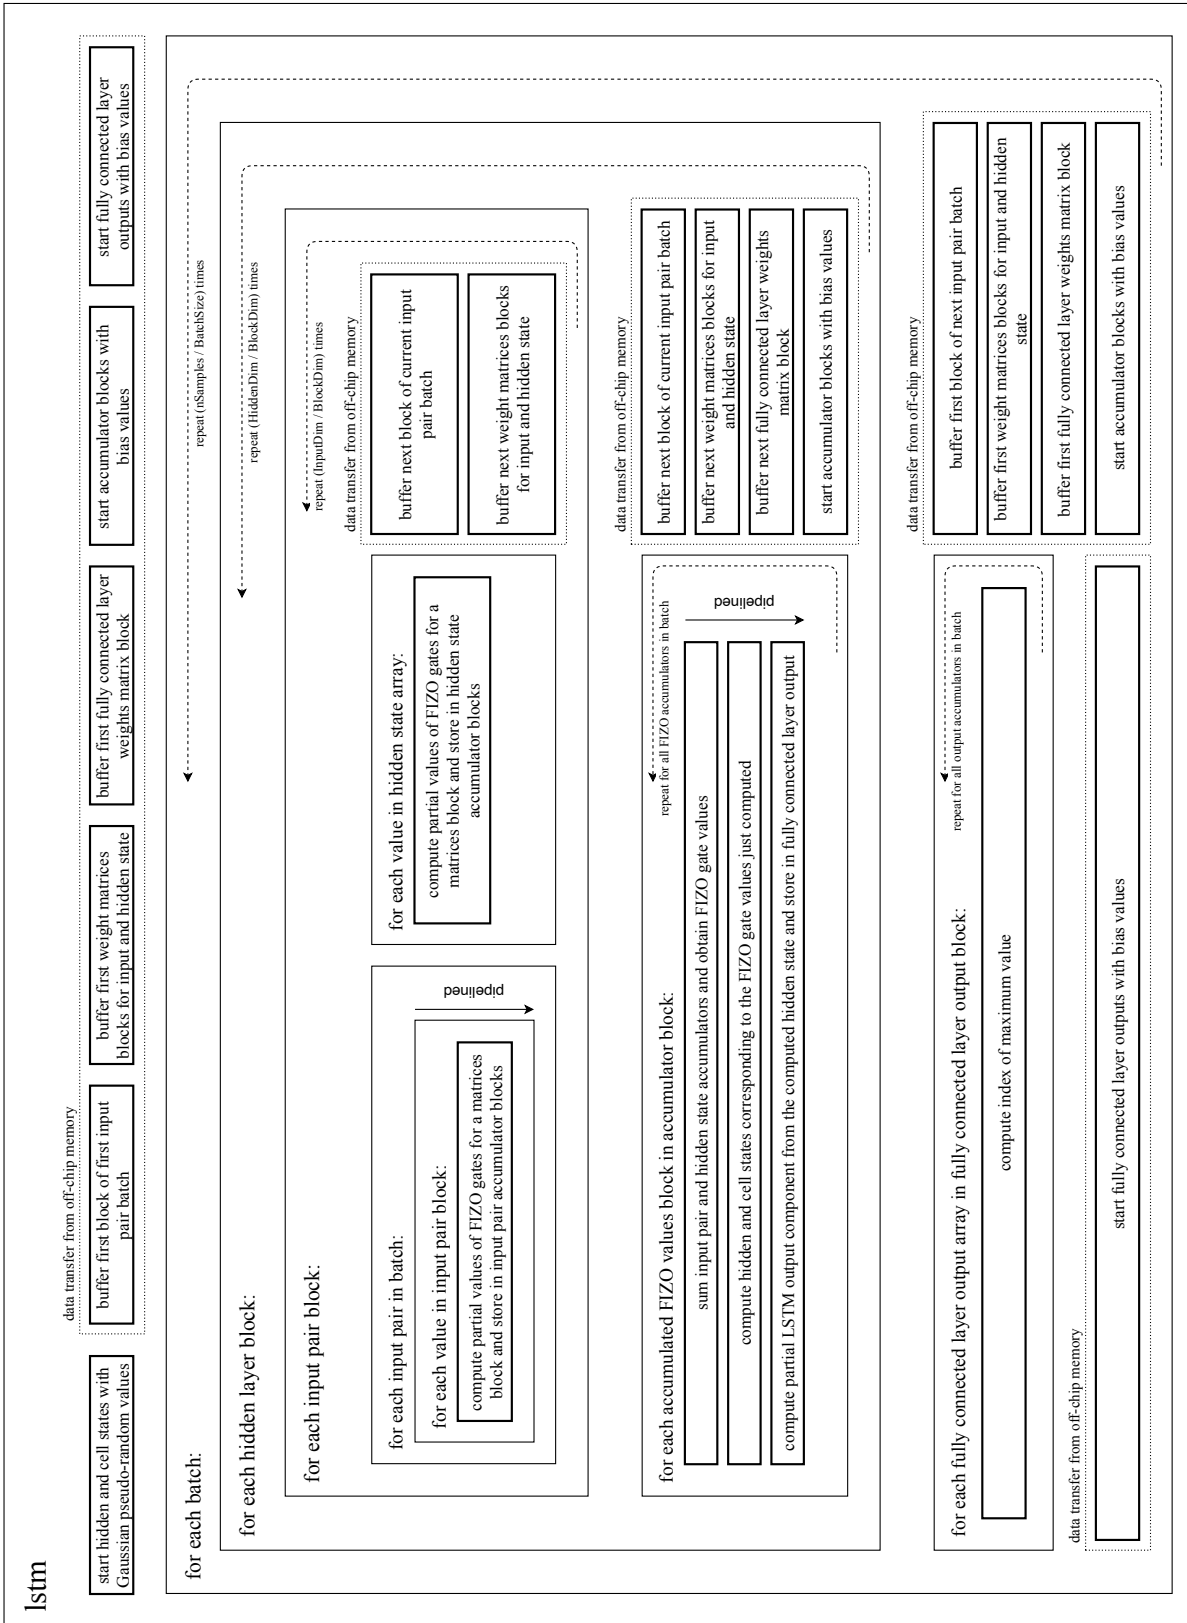 lstm
start hidden and cell states with
Gaussian pseudo-random values
data transfer from off-chip memory
buffer first block of first input
pair batch
buffer first weight matrices
blocks for input and hidden state
buffer first fully connected layer
weights matrix block
start accumulator blocks with
bias values
start fully connected layer
outputs with bias values
for each batch:
repeat (nSamples / BatchSize) times
for each hidden layer block:
repeat (HiddenDim / BlockDim) times
for each input pair block:
repeat (InputDim / BlockDim) times
for each input pair in batch:
for each value in input pair block:
compute partial values of FIZO gates for a matrices
block and store in input pair accumulator blocks
pipelined
for each value in hidden state array:
compute partial values of FIZO gates for a
matrices block and store in hidden state
accumulator blocks
data transfer from off-chip memory
buffer next block of current input
pair batch
buffer next weight matrices blocks
for input and hidden state
for each accumulated FIZO values block in accumulator block:
repeat for all FIZO accumulators in batch
sum input pair and hidden state accumulators and obtain FIZO gate values
compute hidden and cell states corresponding to the FIZO gate values just computed
compute partial LSTM output component from the computed hidden state and store in fully connected layer output
pipelined
data transfer from off-chip memory
buffer next block of current input pair batch
buffer next weight matrices blocks for input
and hidden state
buffer next fully connected layer weights
matrix block
start accumulator blocks with bias values
for each fully connected layer output array in fully connected layer output block:
repeat for all output accumulators in batch
compute index of maximum value
data transfer from off-chip memory
buffer first block of next input pair batch
buffer first weight matrices blocks for input and hidden
state
buffer first fully connected layer weights matrix block
start accumulator blocks with bias values
data transfer from off-chip memory
start fully connected layer outputs with bias values